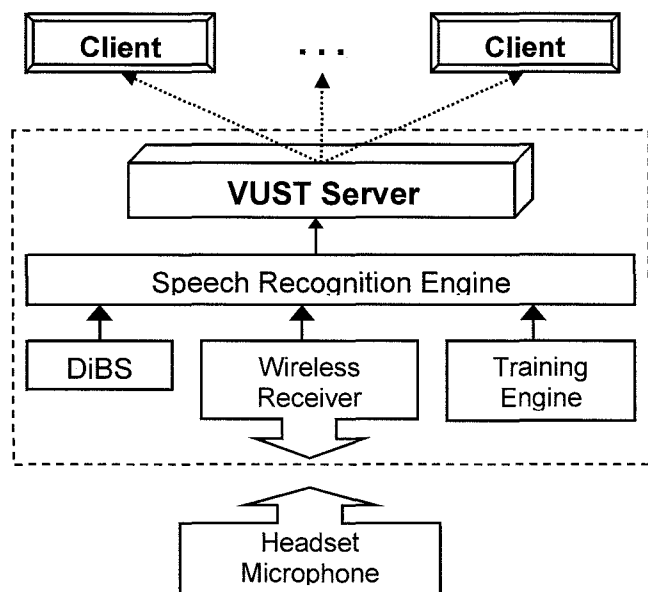 Client ... Client
VUST Server
Speech Recognition Engine
DiBS
Wireless
Receiver
Training
Engine
Headset
Microphone